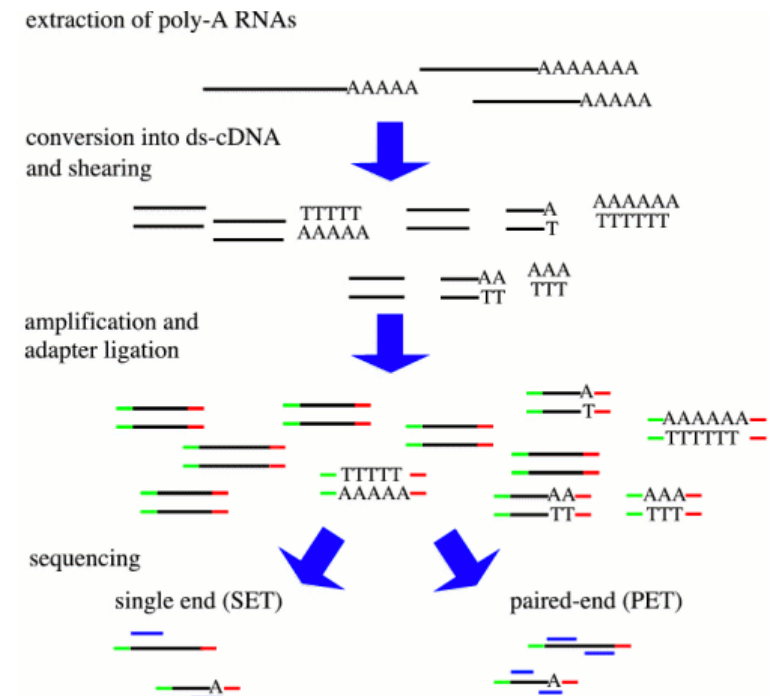 extraction of poly-A RNAs
AAAAAAA
AAAAA
AAAAA
conversion into ds-cDNA
and shearing
TTTTT
AAAAA
A
T
AAAAAA
TTTTTT
AA
TT
AAA
TTT
amplification and
adapter ligation
A
T
AAAAAA
TTTTTT
TTTTT
AAAAA
AA
TT
AAA
TTT
sequencing
single end (SET)
paired-end (PET)
A
A